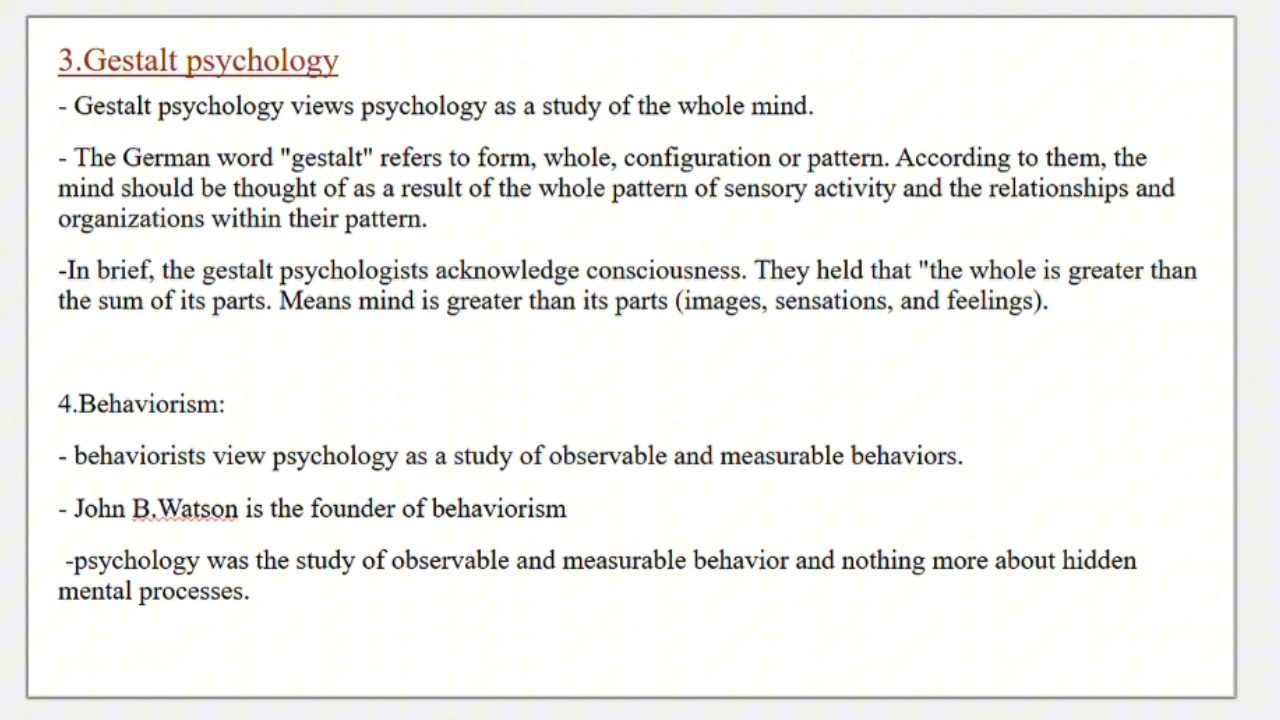 3.Gestalt psychology
- Gestalt psychology views psychology as a study of the whole mind.
- The German word "gestalt" refers to form, whole, configuration or pattern. According to them, the
mind should be thought of as a result of the whole pattern of sensory activity and the relationships and
organizations within their pattern.
-In brief, the gestalt psychologists acknowledge consciousness. They held that "the whole is greater than
the sum of its parts. Means mind is greater than its parts (images, sensations, and feelings).
4.Behaviorism:
- behaviorists view psychology as a study of observable and measurable behaviors.
- John B.Watson is the founder of behaviorism
-psychology was the study of observable and measurable behavior and nothing more about hidden
mental processes.